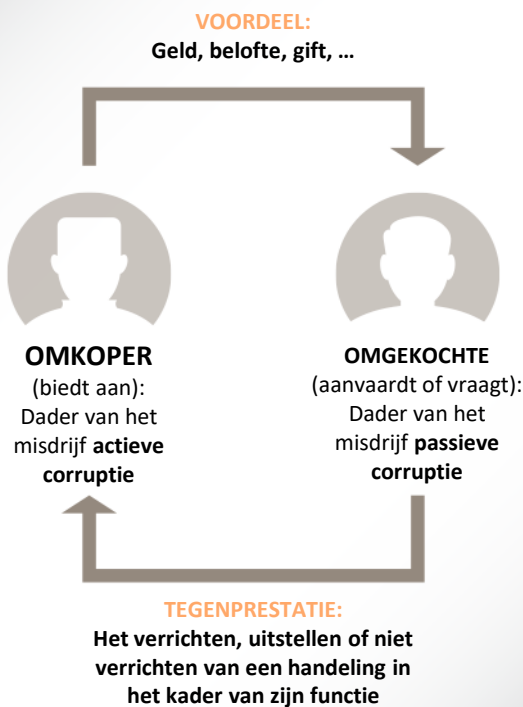 VOORDEEL:
Geld, belofte, gift, ...
OMKOPER
(biedt aan):
Dader van het
misdrijf actieve
corruptie
OMGEKOCHTE
(aanvaardt of vraagt):
Dader van het
misdrijf passieve
corruptie
TEGENPRESTATIE:
Het verrichten, uitstellen of niet
verrichten van een handeling in
het kader van zijn functie